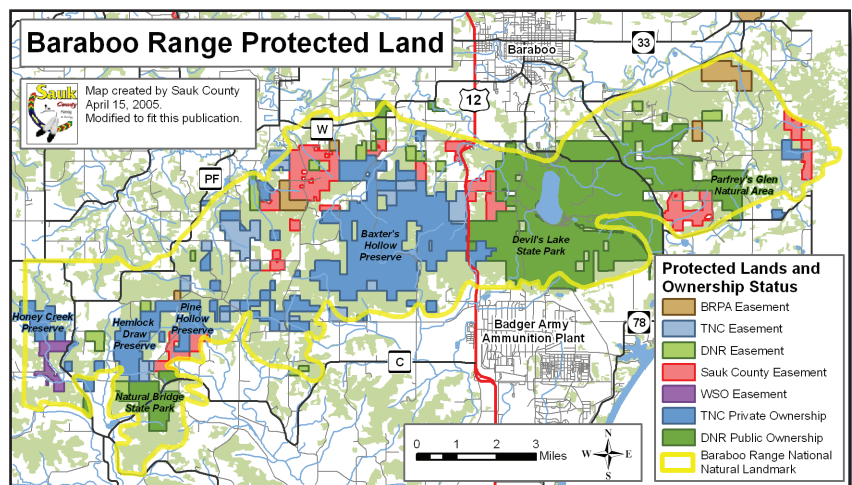 Baraboo Range Protected Land
Sauk
County
Map created by Sauk County
April 15, 2005.
Modified to fit this publication.
Baraboo
33
12
W
PF
Parfrey's Glen
Natural Area
Baxter's
Hollow
Preserve
Devil's Lake
State Park
Honey Creek
Preserve
Hemlock
Draw
Preserve
Pine
Hollow
Preserve
Natural Bridge
State Park
Badger Army
Ammunition Plant
78
C
Protected Lands and
Ownership Status
BRPA Easement
TNC Easement
DNR Easement
Sauk County Easement
WSO Easement
TNC Private Ownership
DNR Public Ownership
Baraboo Range National
Natural Landmark
0 1 2 3
Miles
N
W E
S